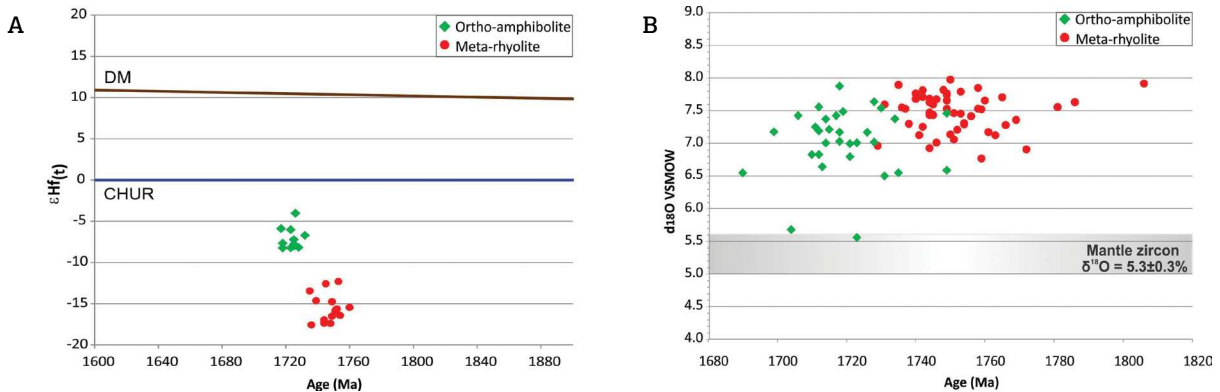 A
εHf(t)
20
15
10
5
0
-5
-10
-15
-20
DM
CHUR
Ortho-amphibolite
Meta-rhyolite
1600 1640 1680 1720 1760 1800 1840 1880
Age (Ma)
B
d18O VSMOW
9.0
8.5
8.0
7.5
7.0
6.5
6.0
5.5
5.0
4.5
4.0
Ortho-amphibolite
Meta-rhyolite
Mantle zircon
δ¹⁸O = 5.3±0.3%
1680 1700 1720 1740 1760 1780 1800 1820
Age (Ma)